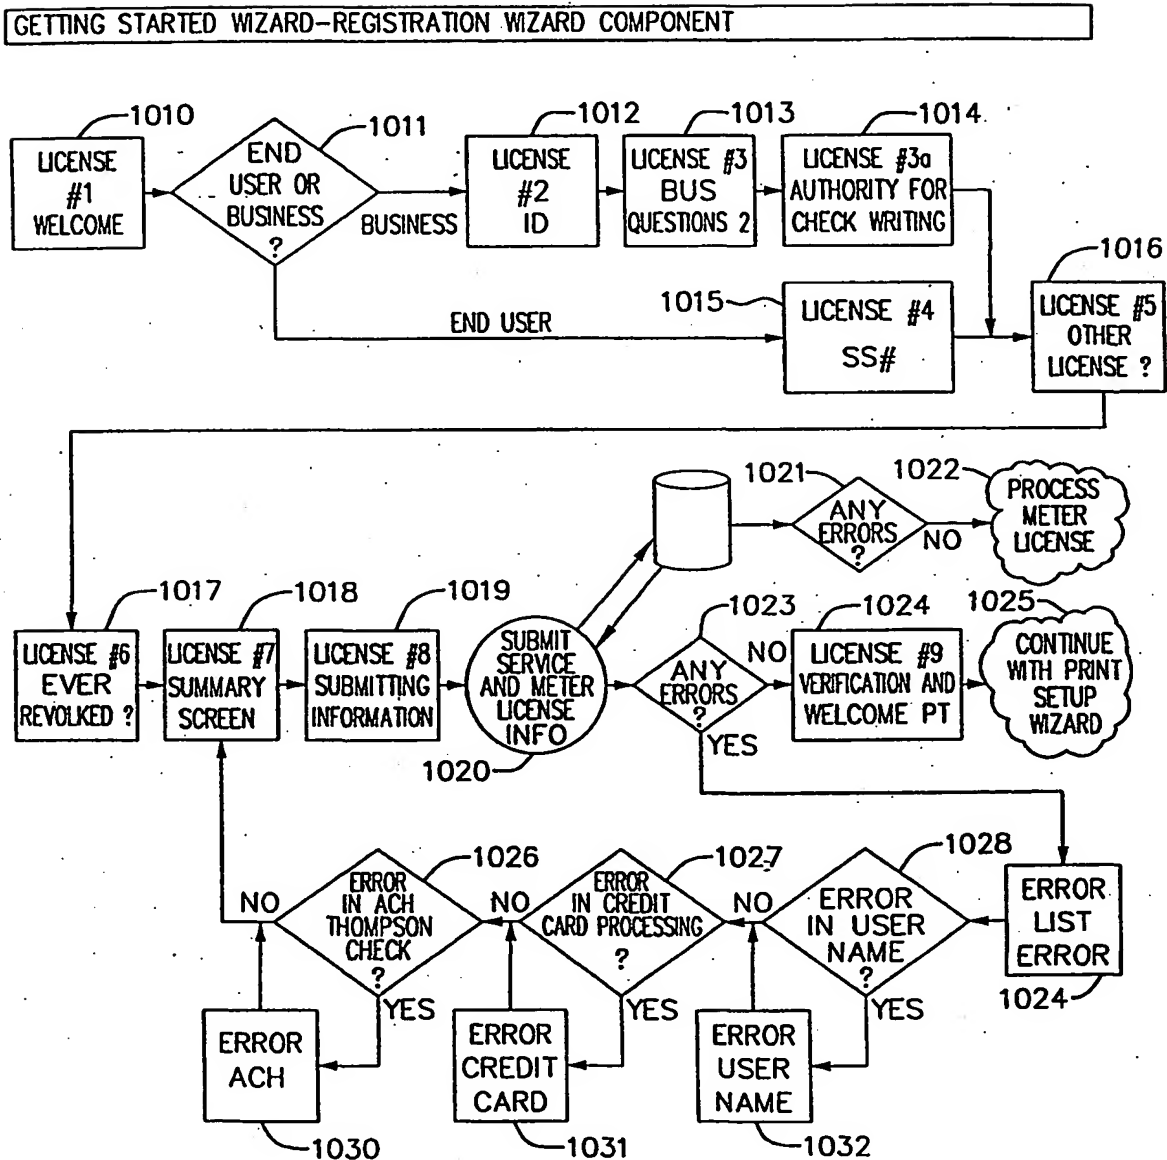 GETTING STARTED WIZARD-REGISTRATION WIZARD COMPONENT
1010
LICENSE
#1
WELCOME
1011
END
USER OR
BUSINESS
?
BUSINESS
END USER
1012
LICENSE
#2
ID
1013
LICENSE #3
BUS
QUESTIONS 2
1014
LICENSE #3a
AUTHORITY FOR
CHECK WRITING
1015
LICENSE #4
SS#
1016
LICENSE #5
OTHER
LICENSE ?
1017
LICENSE #6
EVER
REVOLKED ?
1018
LICENSE #7
SUMMARY
SCREEN
1019
LICENSE #8
SUBMITTING
INFORMATION
SUBMIT
SERVICE
AND METER
LICENSE
INFO
1020
1021
ANY
ERRORS
?
NO
1022
PROCESS
METER
LICENSE
1023
ANY
ERRORS
?
NO
YES
1024
LICENSE #9
VERIFICATION AND
WELCOME PT
1025
CONTINUE
WITH PRINT
SETUP
WIZARD
ERROR
LIST
ERROR
1024
1028
ERROR
IN USER
NAME
?
NO
YES
1027
ERROR
IN CREDIT
CARD PROCESSING
?
NO
YES
1026
ERROR
IN ACH
THOMPSON
CHECK
?
NO
YES
ERROR
ACH
1030
ERROR
CREDIT
CARD
1031
ERROR
USER
NAME
1032